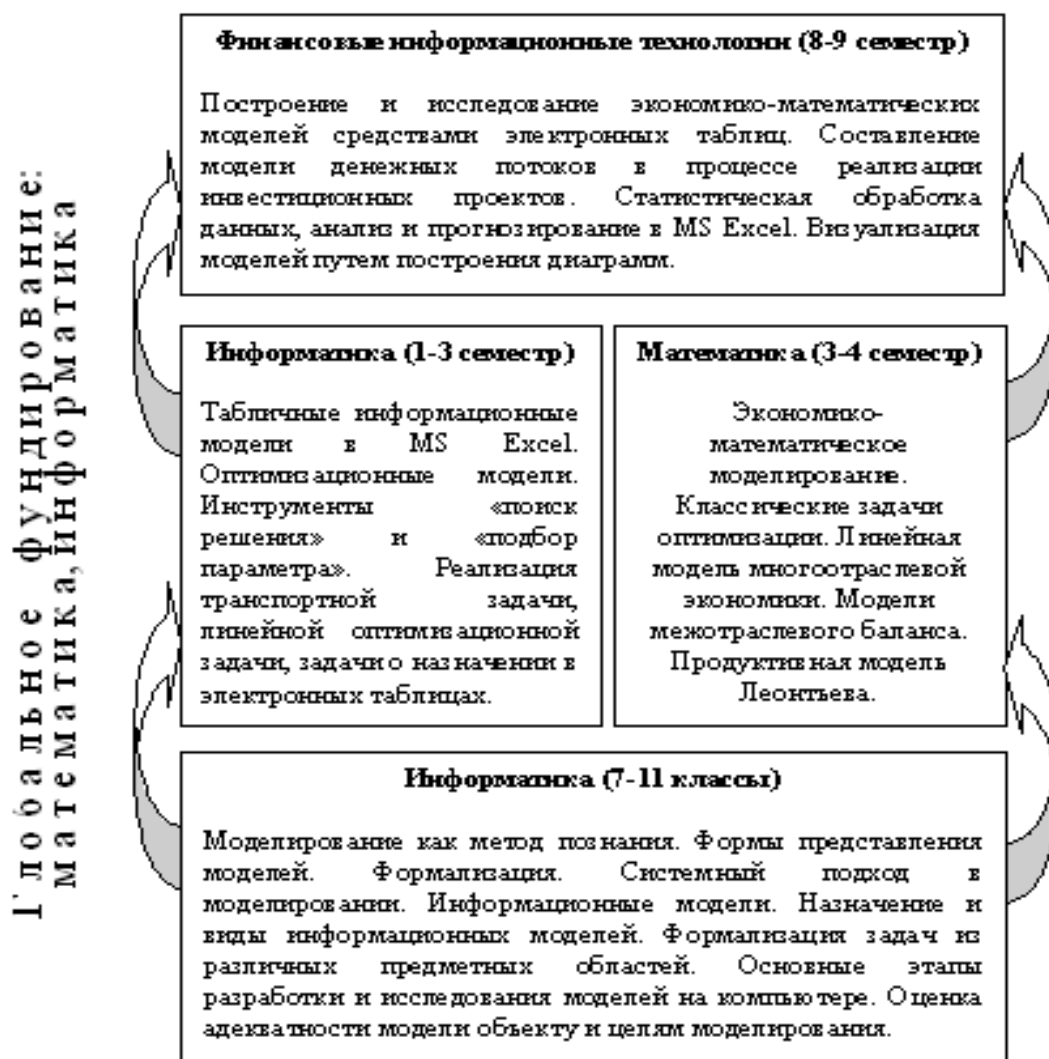 Глобальное фундирование:
математика, информатика
Финансовые информационные технологии (8-9 семестр)
Построение и исследование экономико-математических
моделей средствами электронных таблиц. Составление
модели денежных потоков в процессе реализации
инвестиционных проектов. Статистическая обработка
данных, анализ и прогнозирование в MS Excel. Визуализация
моделей путем построения диаграмм.
Информатика (1-3 семестр)
Табличные информационные
модели в MS Excel.
Оптимизационные модели.
Инструменты «поиск
решения» и «подбор
параметра». Реализация
транспортной задачи,
линейной оптимизационной
задачи, задачи о назначении в
электронных таблицах.
Математика (3-4 семестр)
Экономико-
математическое
моделирование.
Классические задачи
оптимизации. Линейная
модель многоотраслевой
экономики. Модели
межотраслевого баланса.
Продуктивная модель
Леонтьева.
Информатика (7-11 классы)
Моделирование как метод познания. Формы представления
моделей. Формализация. Системный подход в
моделировании. Информационные модели. Назначение и
виды информационных моделей. Формализация задач из
различных предметных областей. Основные этапы
разработки и исследования моделей на компьютере. Оценка
адекватности модели объекту и целям моделирования.